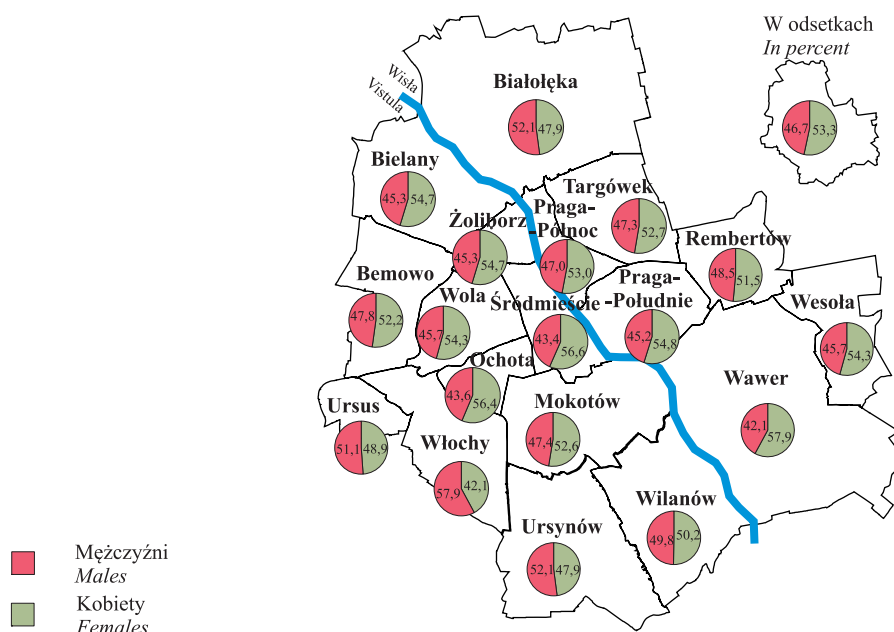 W odsetkach
In percent
46,7 53,3
Wisła
Vistula
Białołęka
52,1 47,9
Bielany
45,3 54,7
Targówek
47,3 52,7
Żoliborz
45,3 54,7
Praga-
-Północ
47,0 53,0
Rembertów
48,5 51,5
Bemowo
47,8 52,2
Wola
45,7 54,3
Śródmieście
43,4 56,6
Praga-
-Południe
45,2 54,8
Wesoła
45,7 54,3
Ochota
43,6 56,4
Wawer
42,1 57,9
Ursus
51,1 48,9
Mokotów
47,4 52,6
Włochy
57,9 42,1
Wilanów
49,8 50,2
Ursynów
52,1 47,9
Mężczyźni
Males
Kobiety
Females